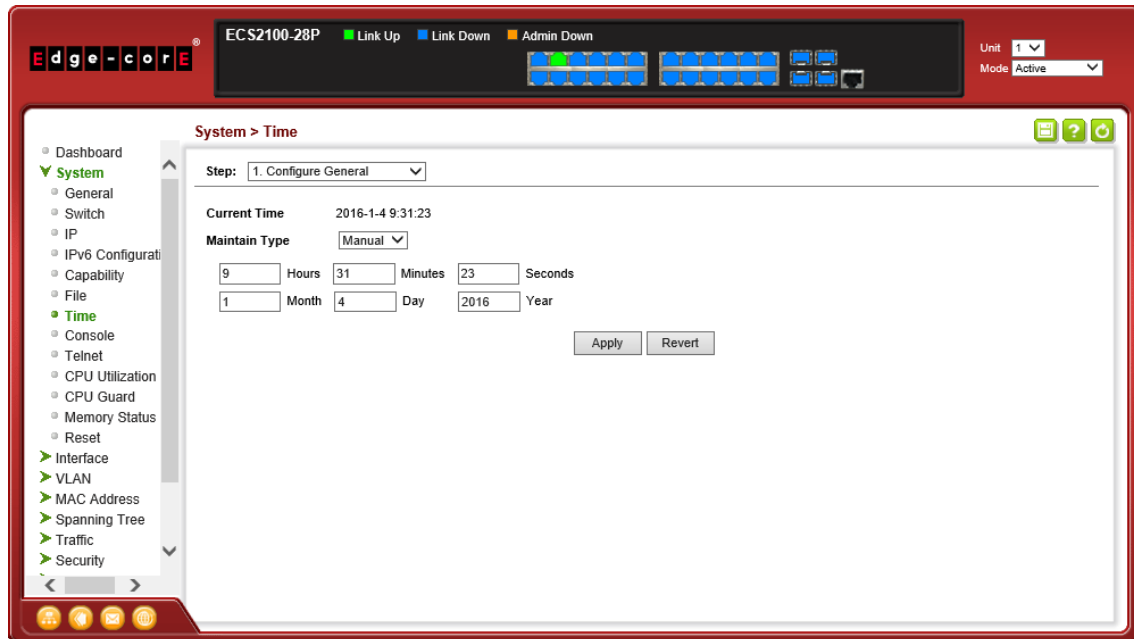 Edge-corE®
ECS2100-28P Link Up Link Down Admin Down
Unit 1
Mode Active
System > Time
Dashboard
System
General
Switch
IP
IPv6 Configurati
Capability
File
Time
Console
Telnet
CPU Utilization
CPU Guard
Memory Status
Reset
Interface
VLAN
MAC Address
Spanning Tree
Traffic
Security
Step: 1. Configure General
Current Time 2016-1-4 9:31:23
Maintain Type Manual
9 Hours 31 Minutes 23 Seconds
1 Month 4 Day 2016 Year
Apply Revert